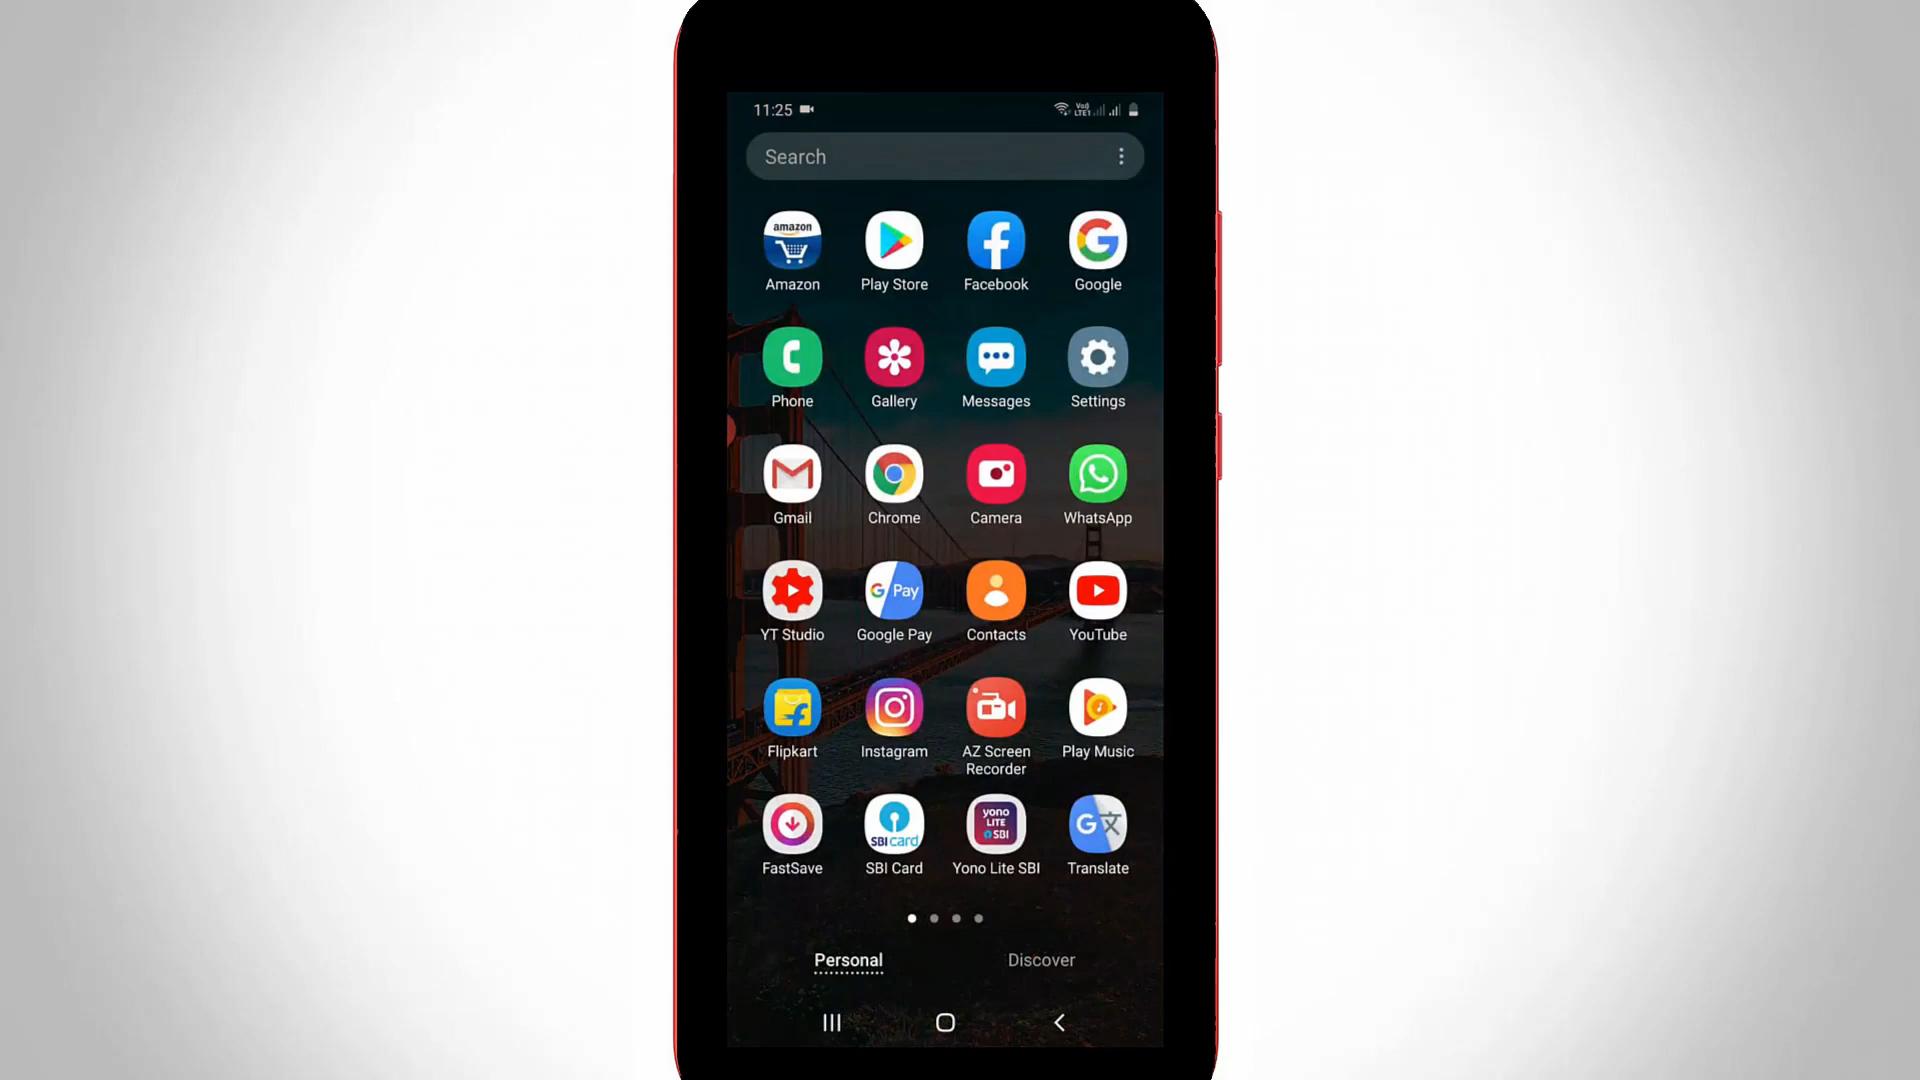 11:25
Vo)
LTE1
Search
amazon
Amazon
Play Store
Facebook
Google
Phone
Gallery
Messages
Settings
Gmail
Chrome
Camera
WhatsApp
G Pay
YT Studio
Google Pay
Contacts
YouTube
Flipkart
Instagram
AZ Screen
Recorder
Play Music
SBI card
yono
LITE
SBI
FastSave
SBI Card
Yono Lite SBI
Translate
Personal
Discover